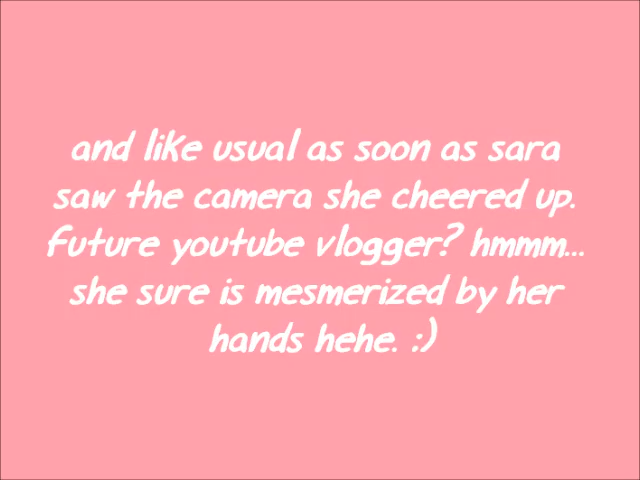 and like usual as soon as sara
saw the camera she cheered up.
future youtube vlogger? hmmm...
she sure is mesmerized by her
hands hehe. :)